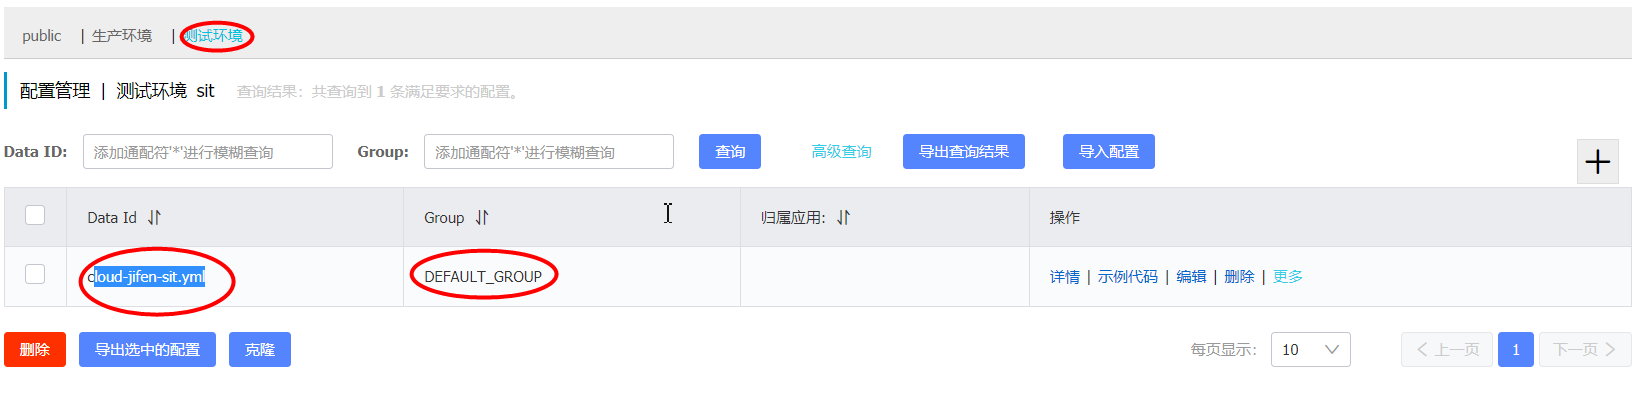 public | 生产环境 | 测试环境
配置管理 | 测试环境 sit 查询结果：共查询到 1 条满足要求的配置。
Data ID: 添加通配符'*'进行模糊查询 Group: 添加通配符'*'进行模糊查询 查询 高级查询 导出查询结果 导入配置
Data Id Group 归属应用: 操作
cloud-jifen-sit.yml DEFAULT_GROUP 详情 | 示例代码 | 编辑 | 删除 | 更多
删除 导出选中的配置 克隆 每页显示: 10 上一页 1 下一页